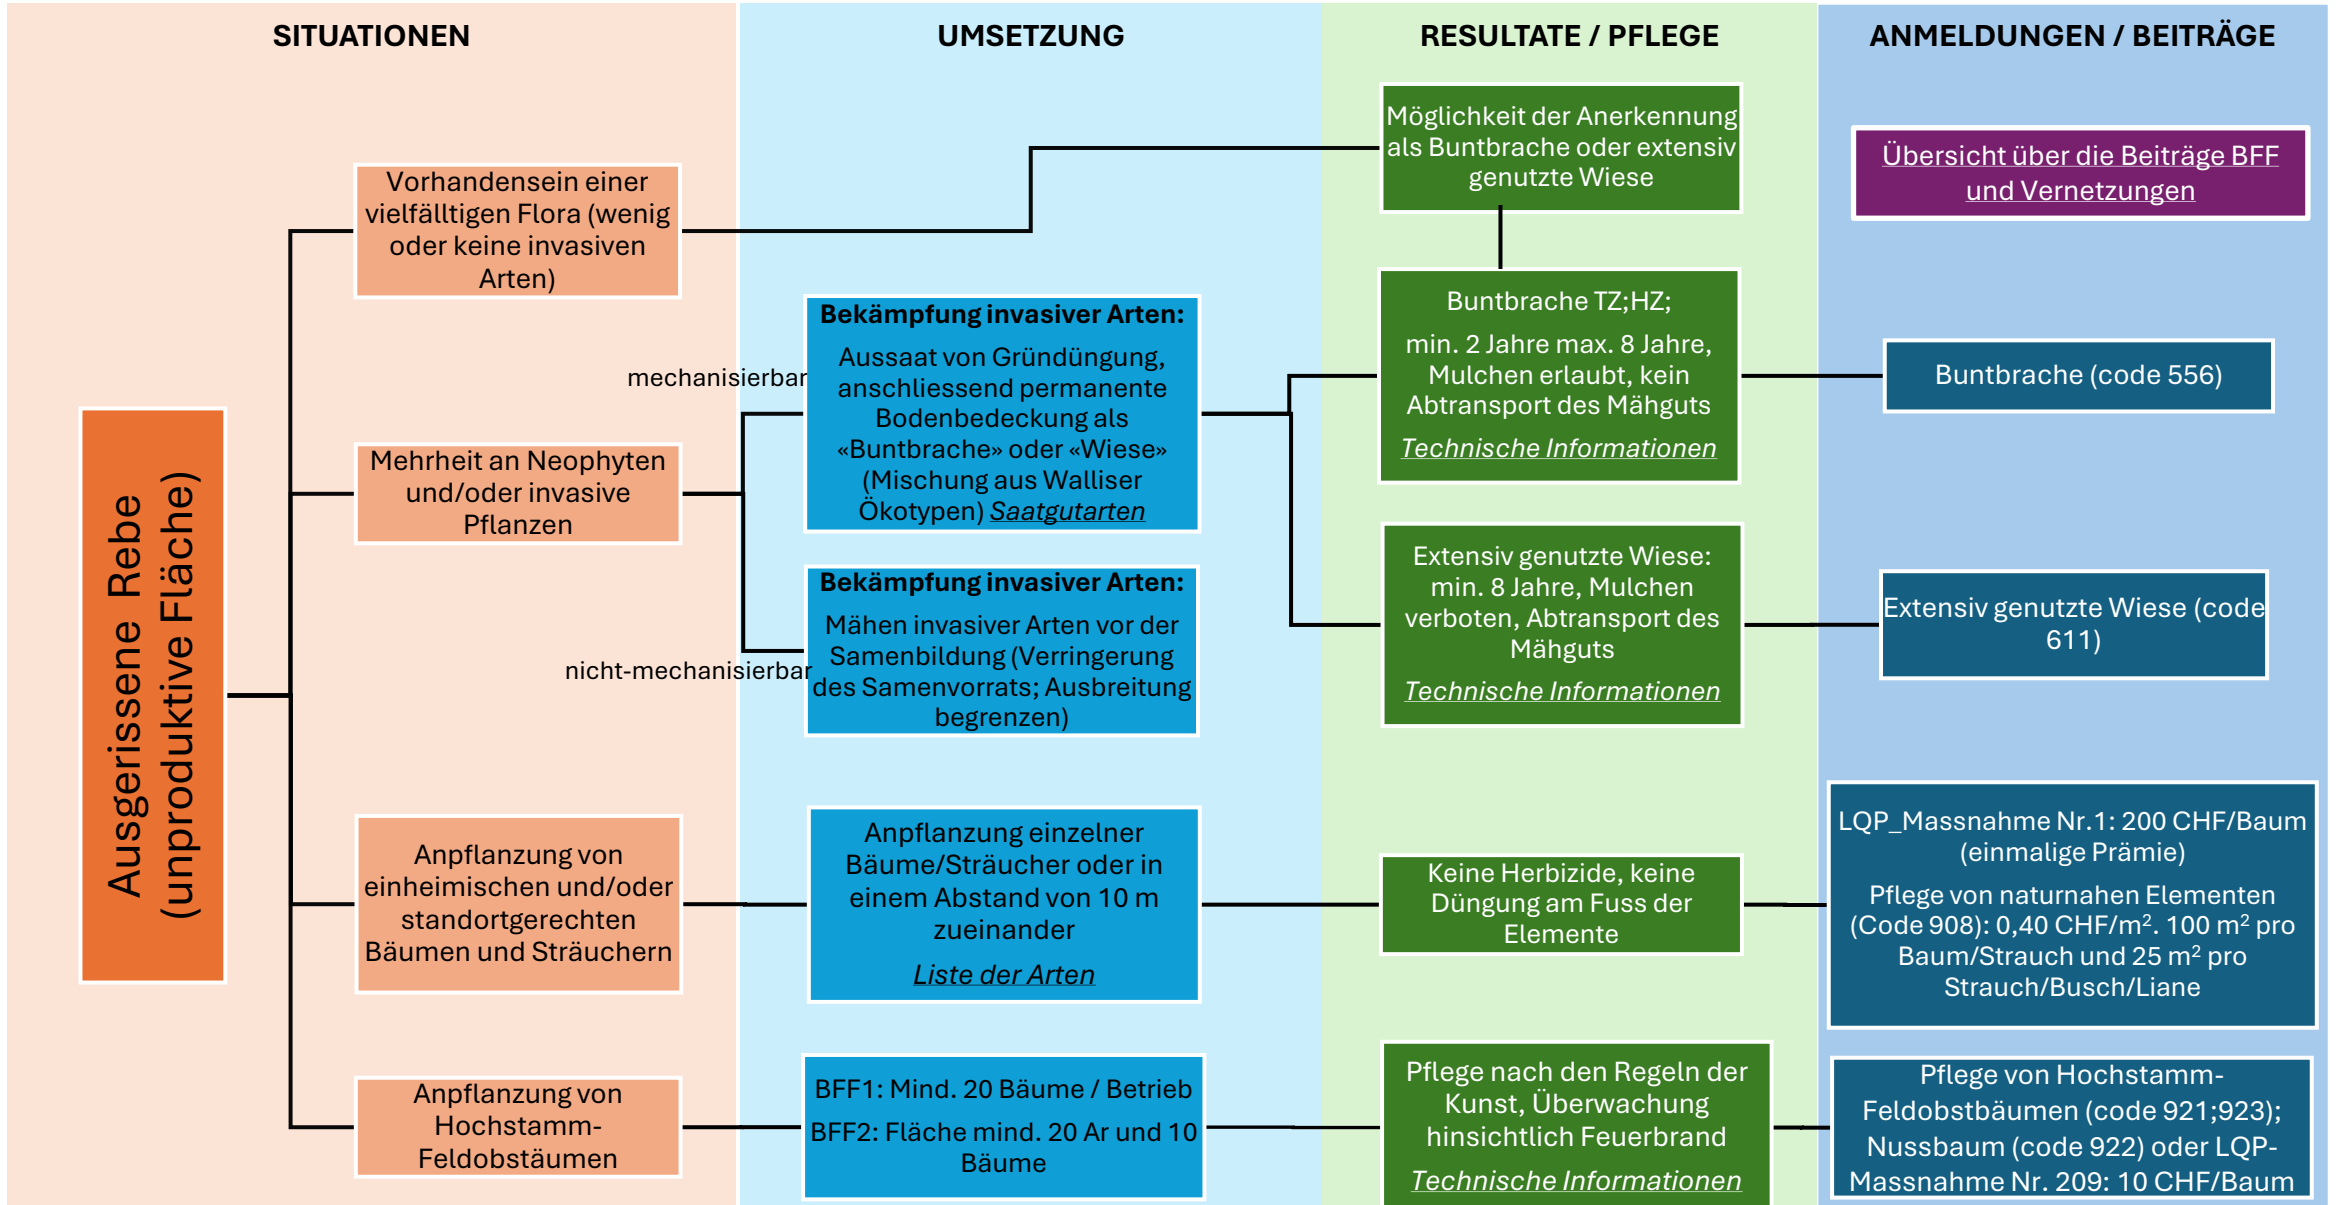 SITUATIONEN
UMSETZUNG
RESULTATE / PFLEGE
ANMELDUNGEN / BEITRÄGE
Ausgerissene Rebe
(unproduktive Fläche)
Vorhandensein einer
vielfälltigen Flora (wenig
oder keine invasiven
Arten)
Möglichkeit der Anerkennung
als Buntbrache oder extensiv
genutzte Wiese
Übersicht über die Beiträge BFF
und Vernetzungen
Mehrheit an Neophyten
und/oder invasive
Pflanzen
mechanisierbar
Bekämpfung invasiver Arten:
Aussaat von Gründüngung,
anschliessend permanente
Bodenbedeckung als
«Buntbrache» oder «Wiese»
(Mischung aus Walliser
Ökotypen) Saatgutarten
Buntbrache TZ;HZ;
min. 2 Jahre max. 8 Jahre,
Mulchen erlaubt, kein
Abtransport des Mähguts
Technische Informationen
Buntbrache (code 556)
nicht-mechanisierbar
Bekämpfung invasiver Arten:
Mähen invasiver Arten vor der
Samenbildung (Verringerung
des Samenvorrats; Ausbreitung
begrenzen)
Extensiv genutzte Wiese:
min. 8 Jahre, Mulchen
verboten, Abtransport des
Mähguts
Technische Informationen
Extensiv genutzte Wiese (code
611)
Anpflanzung von
einheimischen und/oder
standortgerechten
Bäumen und Sträuchern
Anpflanzung einzelner
Bäume/Sträucher oder in
einem Abstand von 10 m
zueinander
Liste der Arten
Keine Herbizide, keine
Düngung am Fuss der
Elemente
LQP_Massnahme Nr.1: 200 CHF/Baum
(einmalige Prämie)
Pflege von naturnahen Elementen
(Code 908): 0,40 CHF/m². 100 m² pro
Baum/Strauch und 25 m² pro
Strauch/Busch/Liane
Anpflanzung von
Hochstamm-
Feldobstäumen
BFF1: Mind. 20 Bäume / Betrieb
BFF2: Fläche mind. 20 Ar und 10
Bäume
Pflege nach den Regeln der
Kunst, Überwachung
hinsichtlich Feuerbrand
Technische Informationen
Pflege von Hochstamm-
Feldobstbäumen (code 921;923);
Nussbaum (code 922) oder LQP-
Massnahme Nr. 209: 10 CHF/Baum